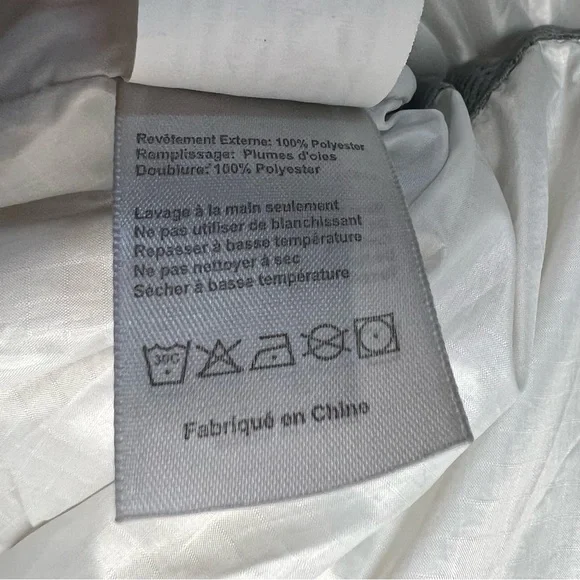 Revêtement Externe: 100% Polyester
Remplissage: Plumes d'oies
Doublure: 100% Polyester
Lavage à la main seulement
Ne pas utiliser de blanchissant
Repasser à basse température
Ne pas nettoyer à sec
Sécher à basse température
30C
Fabriqué en Chine